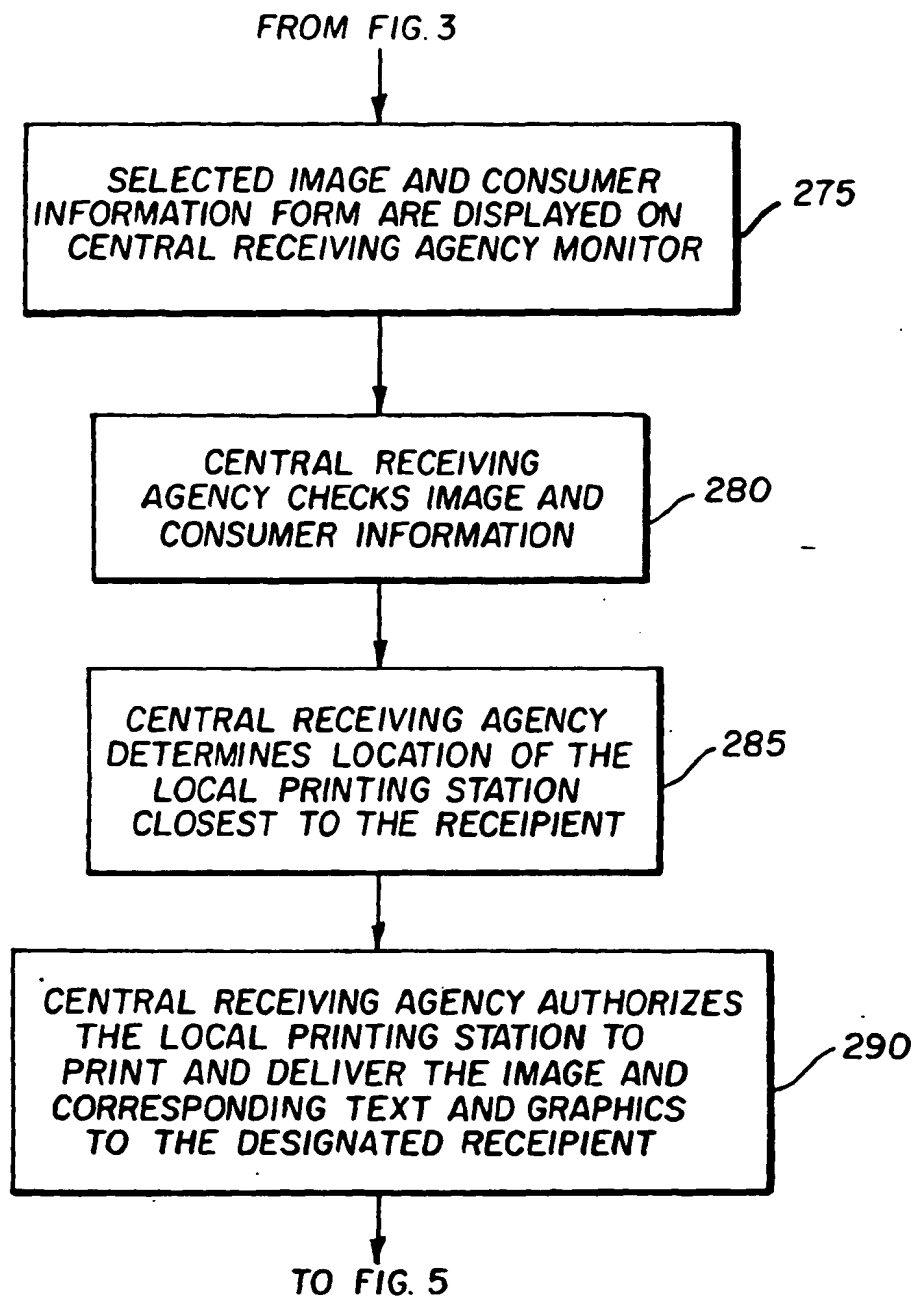 FROM FIG. 3
SELECTED IMAGE AND CONSUMER
INFORMATION FORM ARE DISPLAYED ON
CENTRAL RECEIVING AGENCY MONITOR
275
CENTRAL RECEIVING
AGENCY CHECKS IMAGE AND
CONSUMER INFORMATION
280
CENTRAL RECEIVING AGENCY
DETERMINES LOCATION OF THE
LOCAL PRINTING STATION
CLOSEST TO THE RECEIPIENT
285
CENTRAL RECEIVING AGENCY AUTHORIZES
THE LOCAL PRINTING STATION TO
PRINT AND DELIVER THE IMAGE AND
CORRESPONDING TEXT AND GRAPHICS
TO THE DESIGNATED RECEIPIENT
290
TO FIG. 5